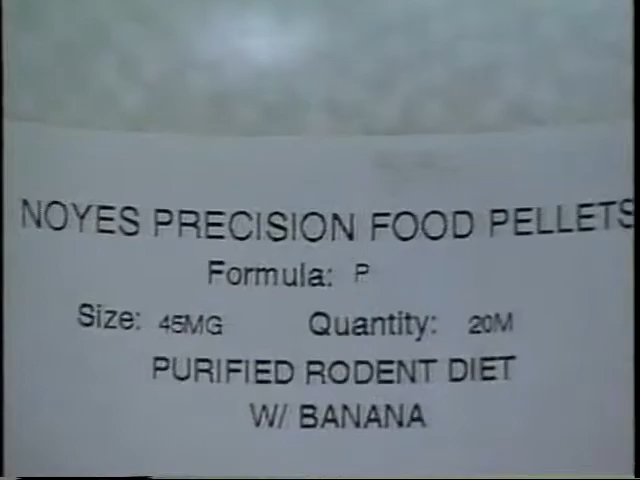 NOYES PRECISION FOOD PELLETS
Formula: P
Size: 45MG Quantity: 20M
PURIFIED RODENT DIET
W/ BANANA